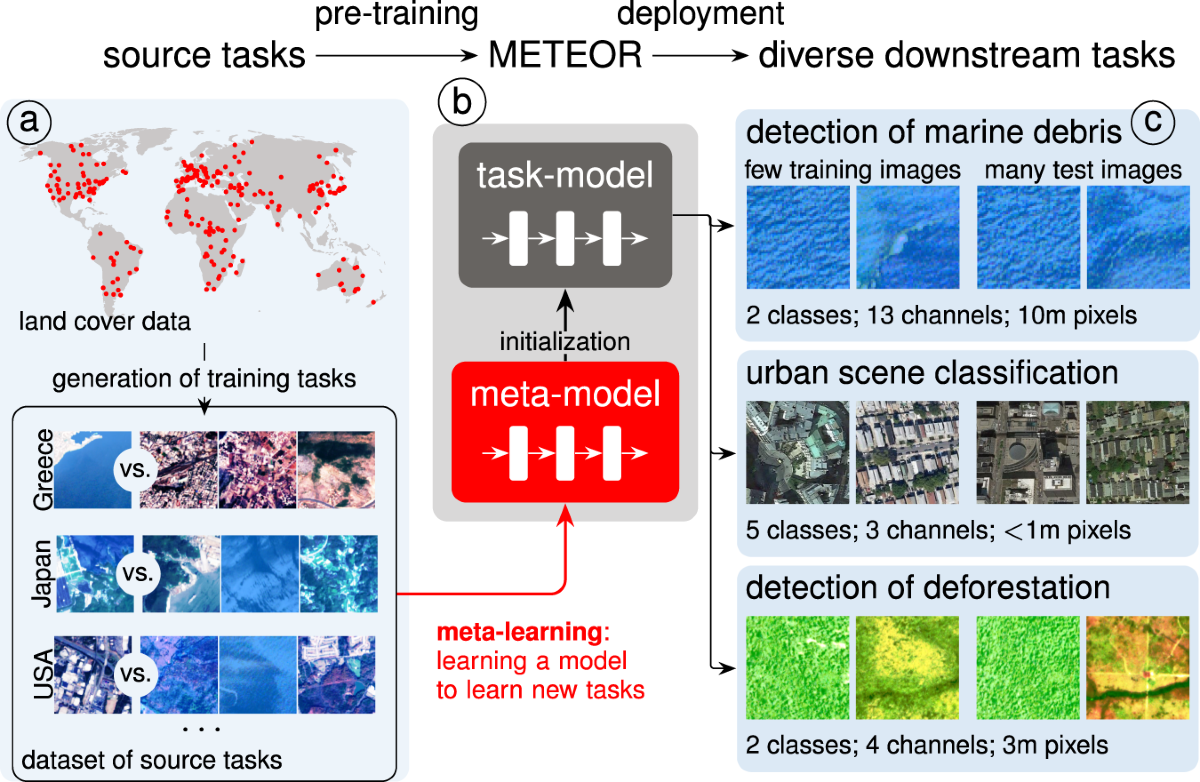 pre-training
deployment
source tasks
METEOR
diverse downstream tasks
a
land cover data
generation of training tasks
Greece
vs.
Japan
vs.
USA
vs.
...
dataset of source tasks
b
task-model
initialization
meta-model
meta-learning:
learning a model
to learn new tasks
c
detection of marine debris
few training images
many test images
2 classes; 13 channels; 10m pixels
urban scene classification
5 classes; 3 channels; <1m pixels
detection of deforestation
2 classes; 4 channels; 3m pixels